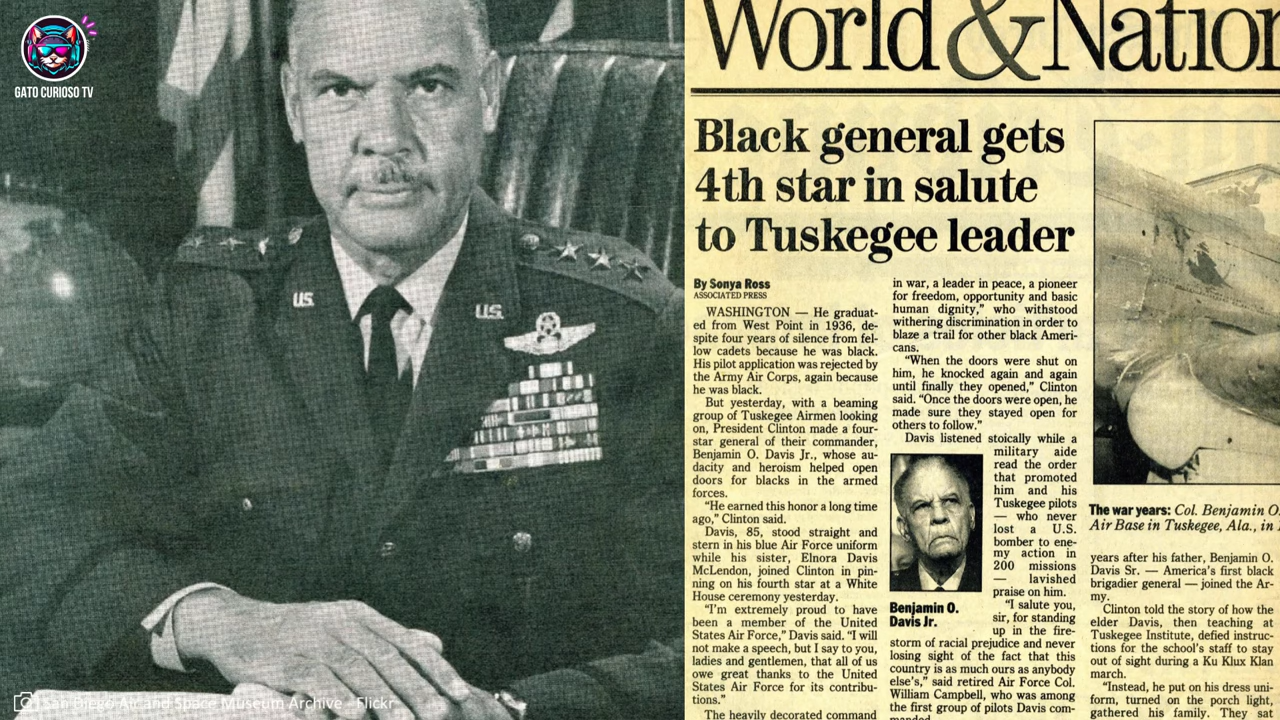 GATO CURIOSO TV
U.S.
U.S.
San Diego Air and Space Museum Archive - Flickr
World & Nation
Black general gets
4th star in salute
to Tuskegee leader
By Sonya Ross
ASSOCIATED PRESS
WASHINGTON — He graduat-
ed from West Point in 1936, de-
spite four years of silence from fel-
low cadets because he was black.
His pilot application was rejected by
the Army Air Corps, again because
he was black.
But yesterday, with a beaming
group of Tuskegee Airmen looking
on, President Clinton made a four-
star general of their commander,
Benjamin O. Davis Jr., whose au-
dacity and heroism helped open
doors for blacks in the armed
forces.
“He earned this honor a long time
ago,” Clinton said.
Davis, 85, stood straight and
stern in his blue Air Force uniform
while his sister, Elnora Davis
McLendon, joined Clinton in pin-
ning on his fourth star at a White
House ceremony yesterday.
“I’m extremely proud to have
been a member of the United
States Air Force,” Davis said. “I will
not make a speech, but I say to you,
ladies and gentlemen, that all of us
owe great thanks to the United
States Air Force for its contribu-
tions.”
The heavily decorated command
in war, a leader in peace, a pioneer
for freedom, opportunity and basic
human dignity,” who withstood
withering discrimination in order to
blaze a trail for other black Ameri-
cans.
“When the doors were shut on
him, he knocked again and again
until finally they opened,” Clinton
said. “Once the doors were open, he
made sure they stayed open for
others to follow.”
Davis listened stoically while a
military aide
read the order
that promoted
him and his
Tuskegee pilots
— who never
lost a U.S.
bomber to ene-
my action in
200 missions
— lavished
praise on him.
“I salute you,
sir, for standing
up in the fire-
storm of racial prejudice and never
losing sight of the fact that this
country is as much ours as anybody
else’s,” said retired Air Force Col.
William Campbell, who was among
the first group of pilots Davis com-
manded.
Benjamin O.
Davis Jr.
The war years: Col. Benjamin O.
Air Base in Tuskegee, Ala., in
years after his father, Benjamin O.
Davis Sr. — America’s first black
brigadier general — joined the Ar-
my.
Clinton told the story of how the
elder Davis, then teaching at
Tuskegee Institute, defied instruc-
tions for the school’s staff to stay
out of sight during a Ku Klux Klan
march.
“Instead, he put on his dress uni-
form, turned on the porch light,
gathered his family. They sat